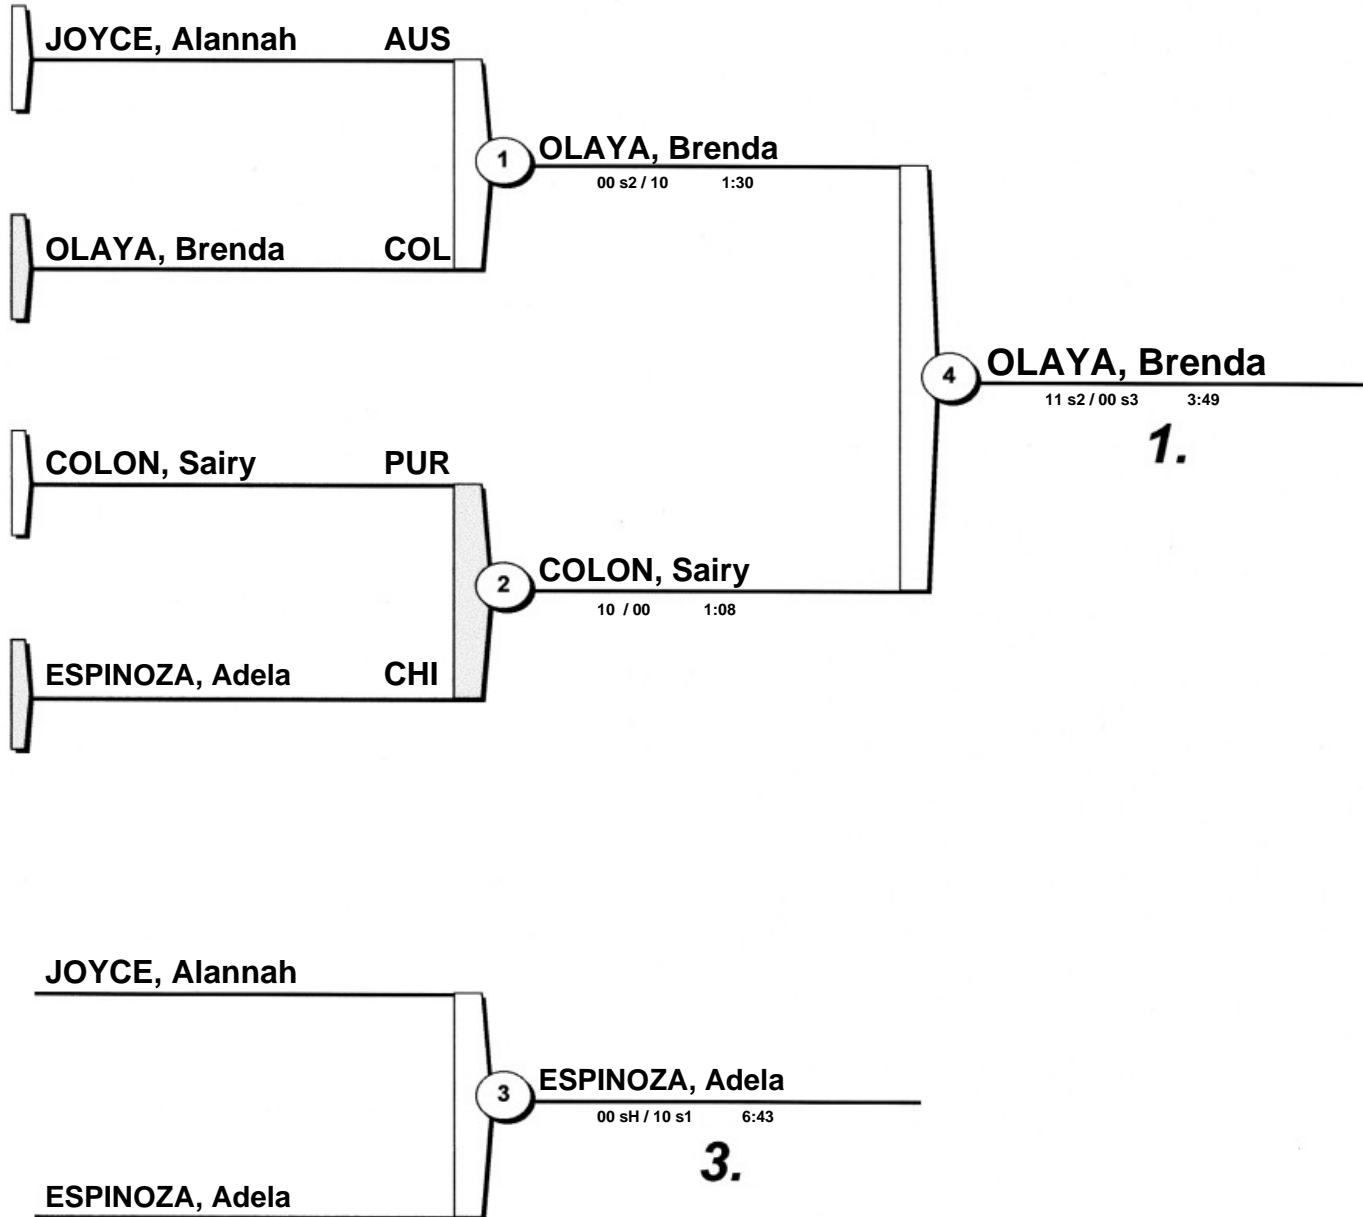 JOYCE, Alannah AUS
1 OLAYA, Brenda
00 s2 / 10 1:30
OLAYA, Brenda COL
4 OLAYA, Brenda
11 s2 / 00 s3 3:49
1.
COLON, Sairy PUR
2 COLON, Sairy
10 / 00 1:08
ESPINOZA, Adela CHI
JOYCE, Alannah
3 ESPINOZA, Adela
00 sH / 10 s1 6:43
3.
ESPINOZA, Adela